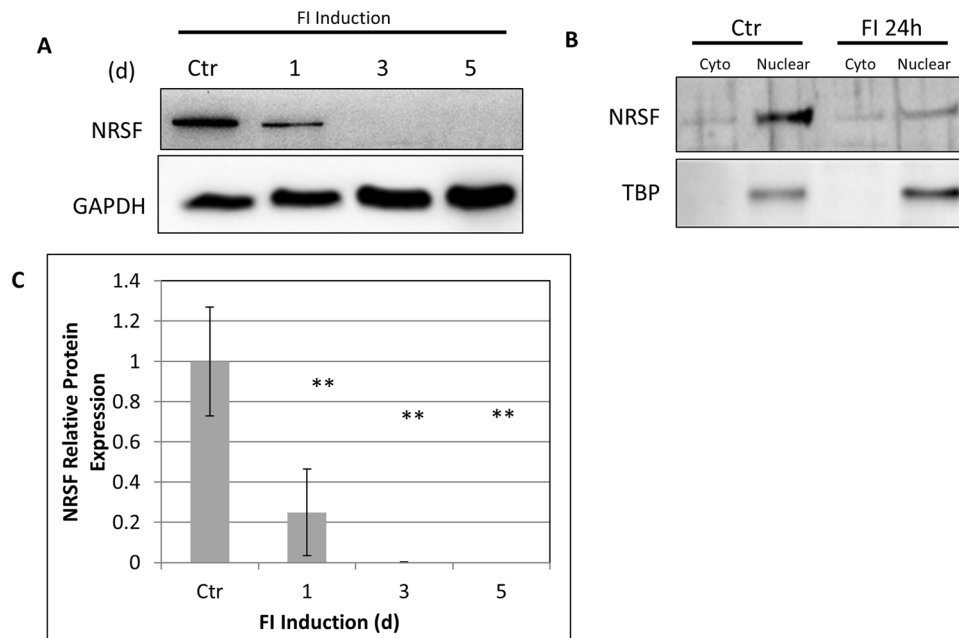 A
FI Induction
(d) Ctr 1 3 5
NRSF
GAPDH
B
Ctr FI 24h
Cyto Nuclear Cyto Nuclear
NRSF
TBP
C
NRSF Relative Protein
Expression
1.4
1.2
1
0.8
0.6
0.4
0.2
0
**
**
**
Ctr 1 3 5
FI Induction (d)